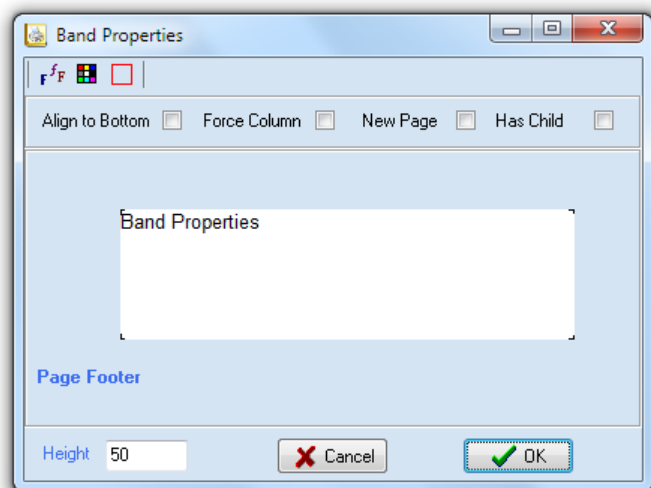 Band Properties
F f F
Align to Bottom Force Column New Page Has Child
Band Properties
Page Footer
Height 50 Cancel OK